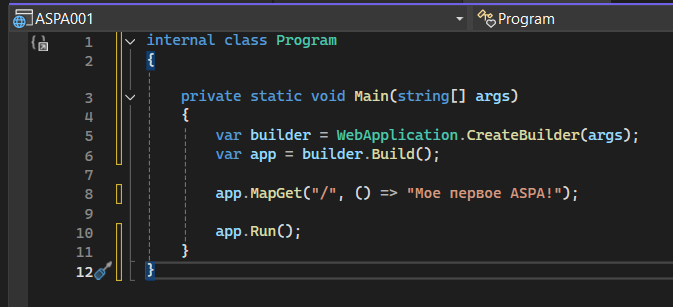 ASPA001 Program
1 internal class Program
2 {
3 private static void Main(string[] args)
4 {
5 var builder = WebApplication.CreateBuilder(args);
6 var app = builder.Build();
7
8 app.MapGet("/", () => "Мое первое ASPA!");
9
10 app.Run();
11 }
12 }